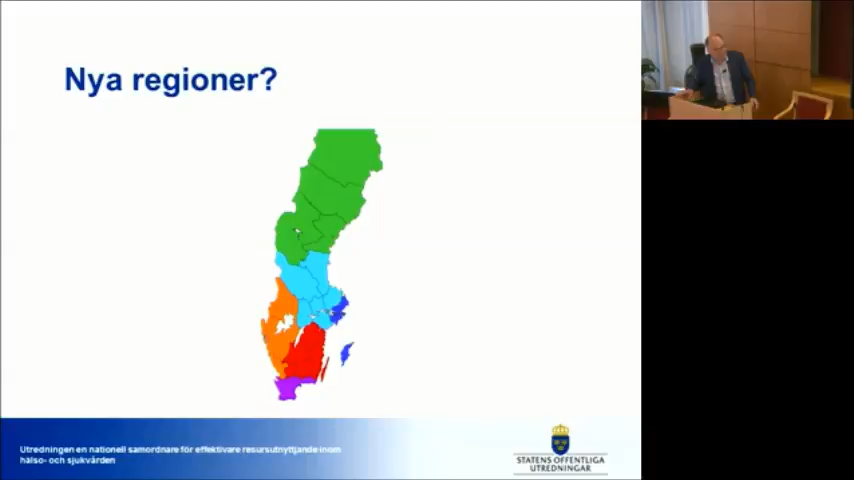 Nya regioner?
Utredningen en nationell samordnare för effektivare resursutnyttjande inom
hälso- och sjukvården
STATENS OFFENTLIGA
UTREDNINGAR